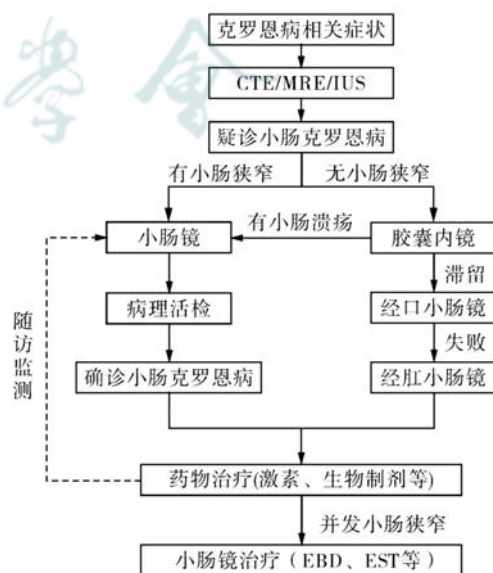 學會
克罗恩病相关症状
CTE/MRE/IUS
疑诊小肠克罗恩病
有小肠狭窄 无小肠狭窄
小肠镜 有小肠溃疡 胶囊内镜
滞留
病理活检 经口小肠镜
失败
确诊小肠克罗恩病 经肛小肠镜
随访监测
药物治疗(激素、生物制剂等)
并发小肠狭窄
小肠镜治疗（EBD、EST等）